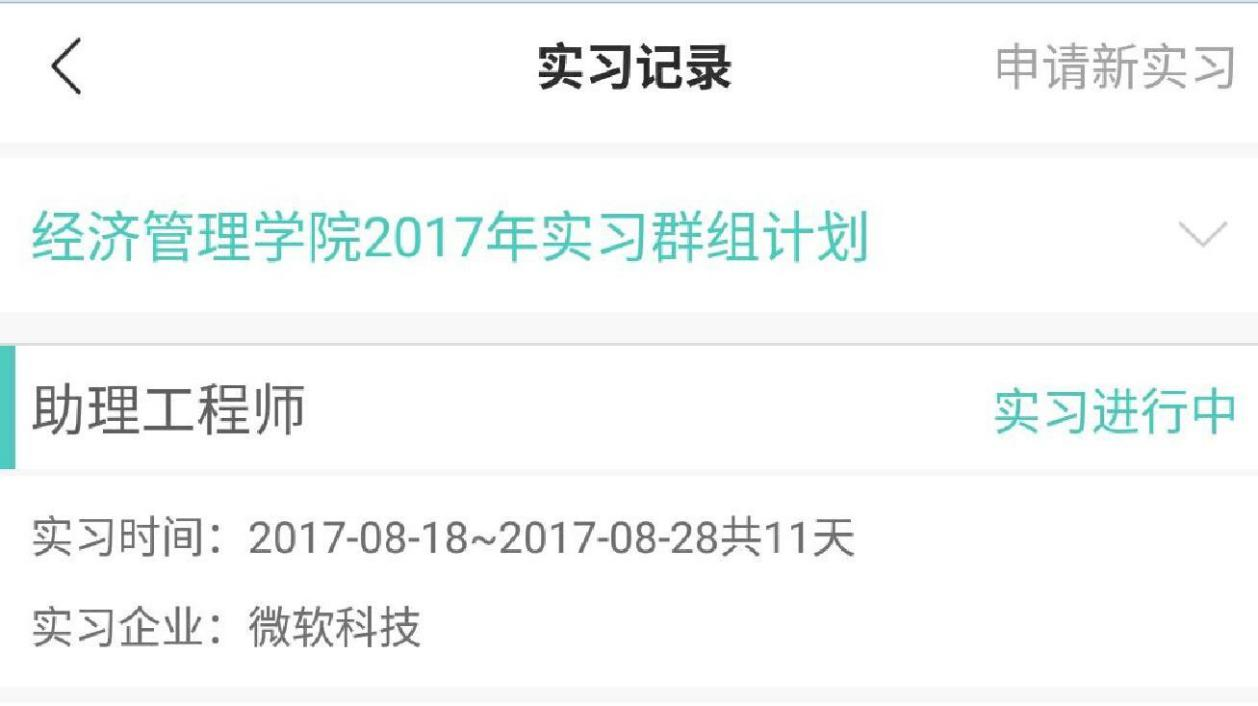 实习记录 申请新实习
经济管理学院2017年实习群组计划
助理工程师 实习进行中
实习时间：2017-08-18~2017-08-28共11天
实习企业：微软科技